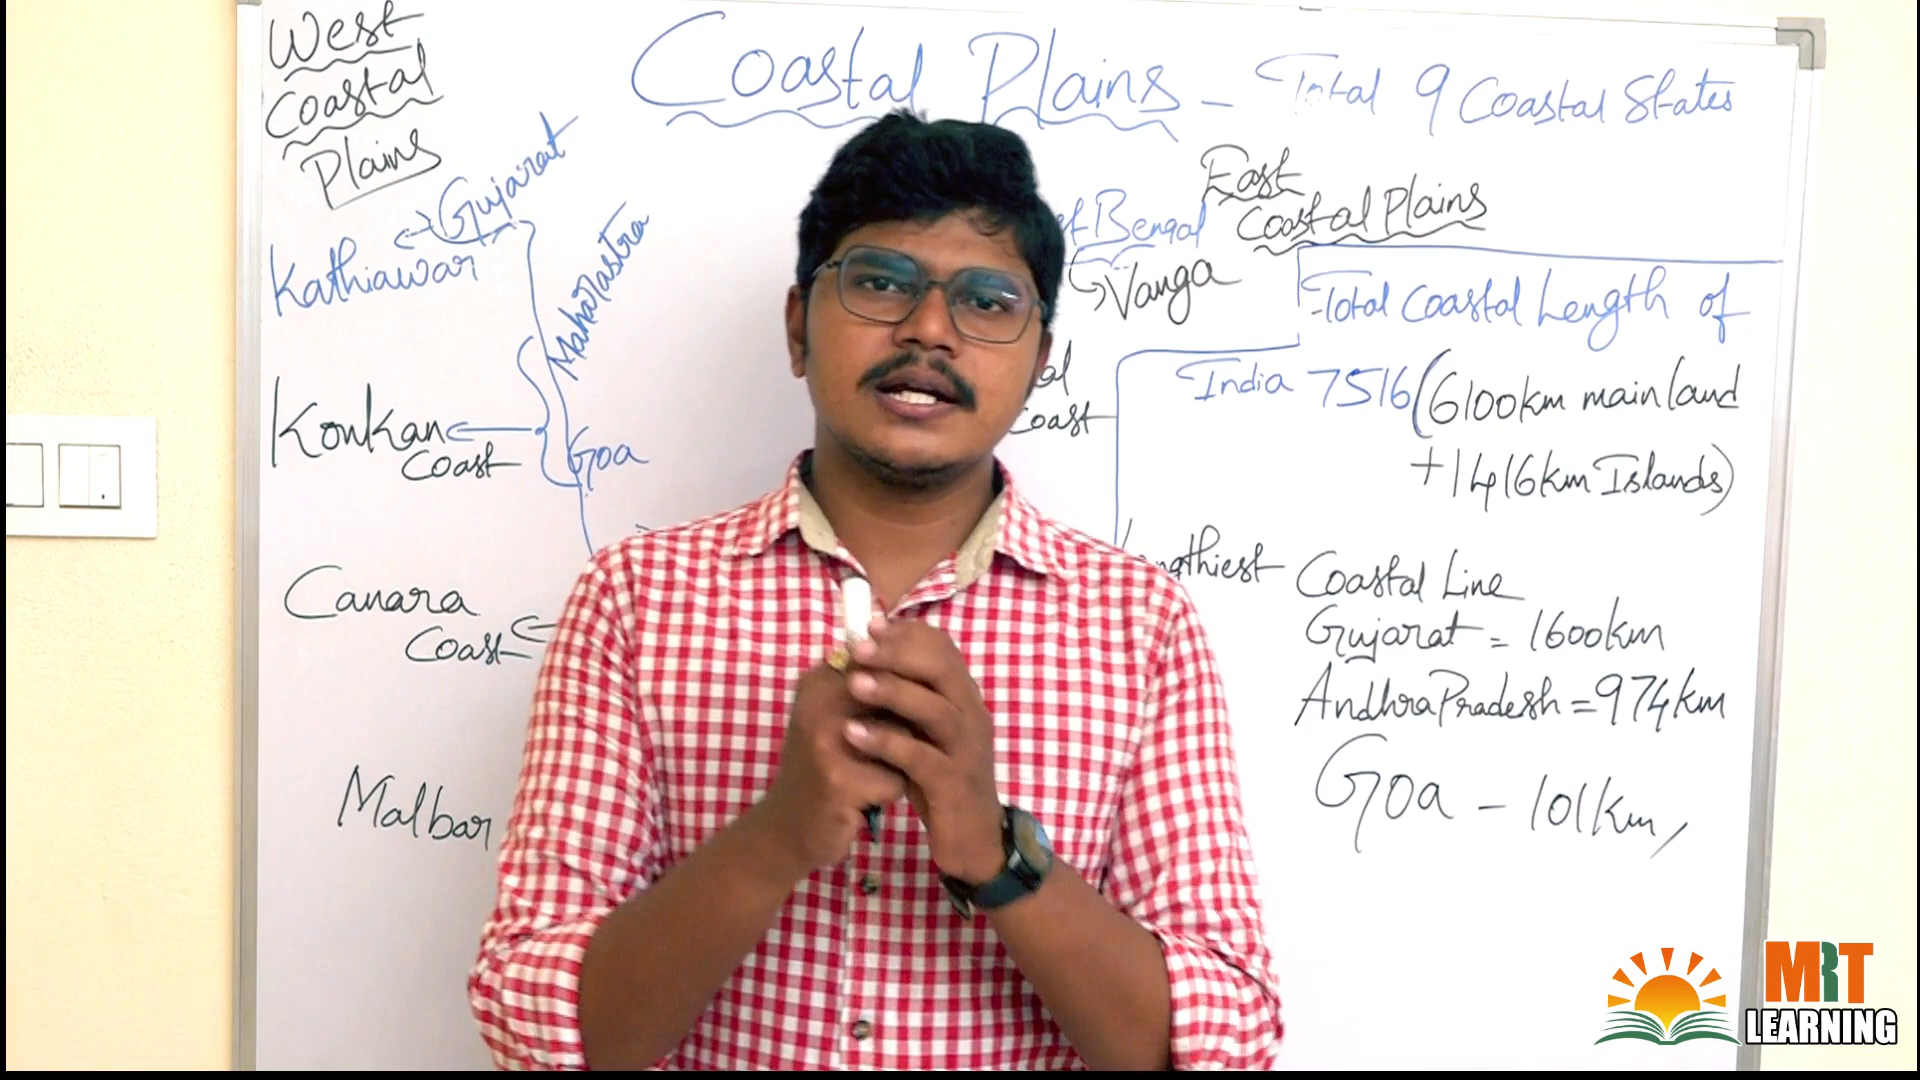 West
Coastal
Plains
Coastal Plains - Total 9 Coastal States
Gujarat
Kathiawar
Maharastra
Konkan
Coast
Goa
Canara
Coast
Malbar
Bengal
Vanga
East
Coastal Plains
Total Coastal Length of
India 7516 (6100km mainland
+1416km Islands)
Coast
Coastal Line
Gujarat = 1600km
AndhraPradesh = 974km
Goa - 101km,
MRT
LEARNING